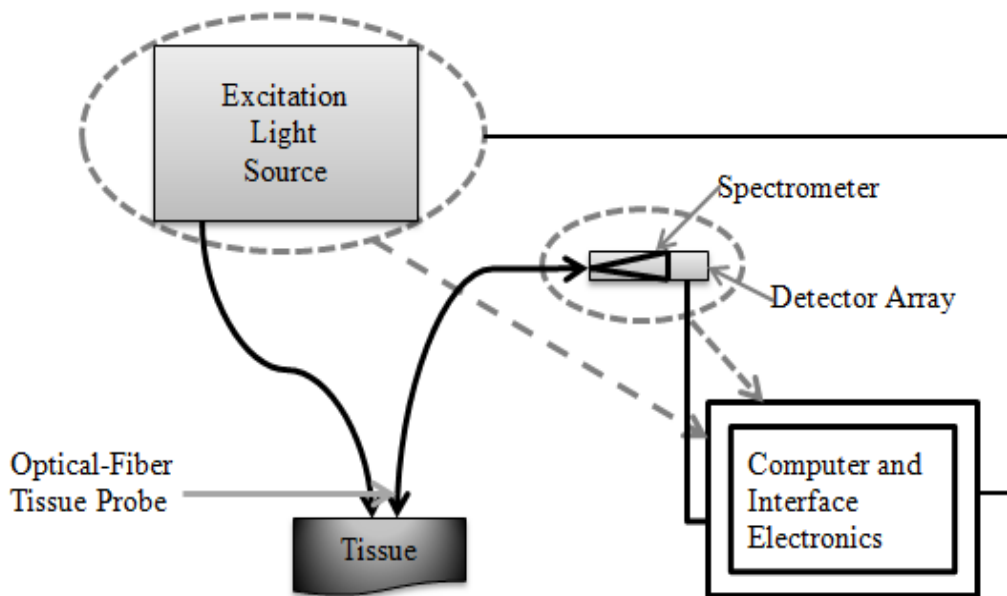 Excitation
Light
Source
Spectrometer
Detector Array
Optical-Fiber
Tissue Probe
Computer and
Interface
Electronics
Tissue